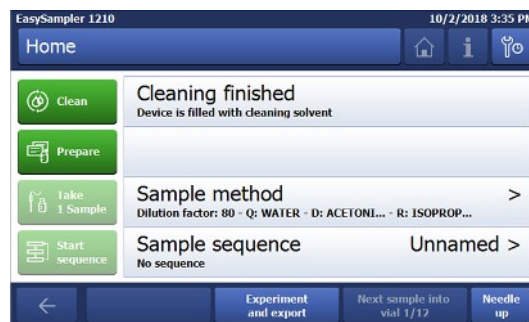 EasySampler 1210
10/2/2018 3:35 PM
Home
Clean
Cleaning finished
Device is filled with cleaning solvent
Prepare
Take
1 Sample
Sample method >
Dilution factor: 80 - Q: WATER - D: ACETONI... - R: ISOPROP...
Start
sequence
Sample sequence Unnamed >
No sequence
Experiment
and export
Next sample into
vial 1/12
Needle
up